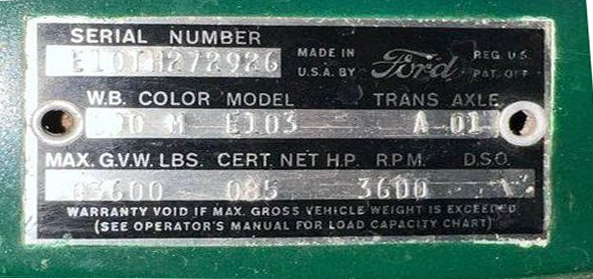 SERIAL NUMBER
E10TH272926
MADE IN
U.S.A. BY
Ford
REG. U.S.
PAT. OFF.
W.B. COLOR MODEL TRANS AXLE
M E103 A 01
MAX. G.V.W. LBS. CERT. NET H.P. R.P.M. D.S.O.
3600 085 3600
WARRANTY VOID IF MAX. GROSS VEHICLE WEIGHT IS EXCEEDED
(SEE OPERATOR'S MANUAL FOR LOAD CAPACITY CHART)